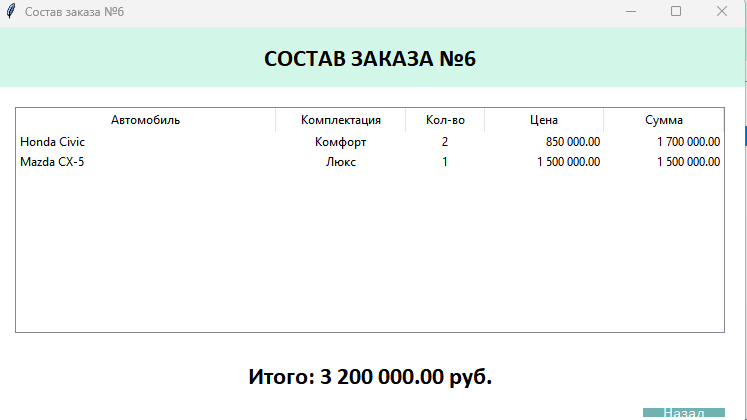 Состав заказа №6
СОСТАВ ЗАКАЗА №6
Автомобиль Комплектация Кол-во Цена Сумма
Honda Civic Комфорт 2 850 000.00 1 700 000.00
Mazda CX-5 Люкс 1 1 500 000.00 1 500 000.00
Итого: 3 200 000.00 руб.
Назад